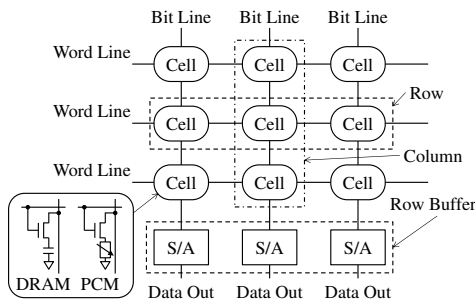 Bit Line Bit Line Bit Line
Word Line Cell Cell Cell
Row
Word Line Cell Cell Cell
Column
Word Line Cell Cell Cell
Row Buffer
S/A S/A S/A
DRAM PCM
Data Out Data Out Data Out